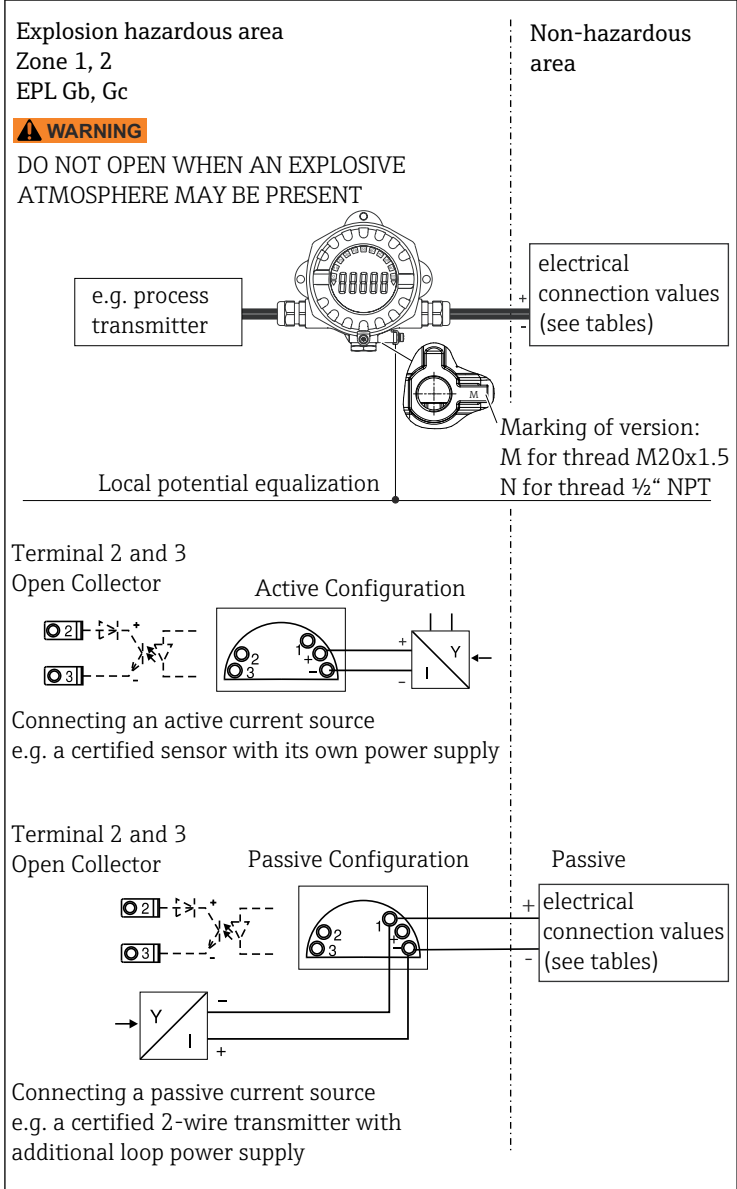 Explosion hazardous area
Zone 1, 2
EPL Gb, Gc
Non-hazardous
area
WARNING
DO NOT OPEN WHEN AN EXPLOSIVE
ATMOSPHERE MAY BE PRESENT
e.g. process
transmitter
+
-
electrical
connection values
(see tables)
M
Marking of version:
M for thread M20x1.5
N for thread ½“ NPT
Local potential equalization
Terminal 2 and 3
Open Collector
Active Configuration
2
+
3
-
1
2
+
3
-
+
-
Y
I
Connecting an active current source
e.g. a certified sensor with its own power supply
Terminal 2 and 3
Open Collector
Passive Configuration
Passive
2
+
3
-
1
2
+
3
-
+
-
electrical
connection values
(see tables)
Y
I
-
+
Connecting a passive current source
e.g. a certified 2-wire transmitter with
additional loop power supply